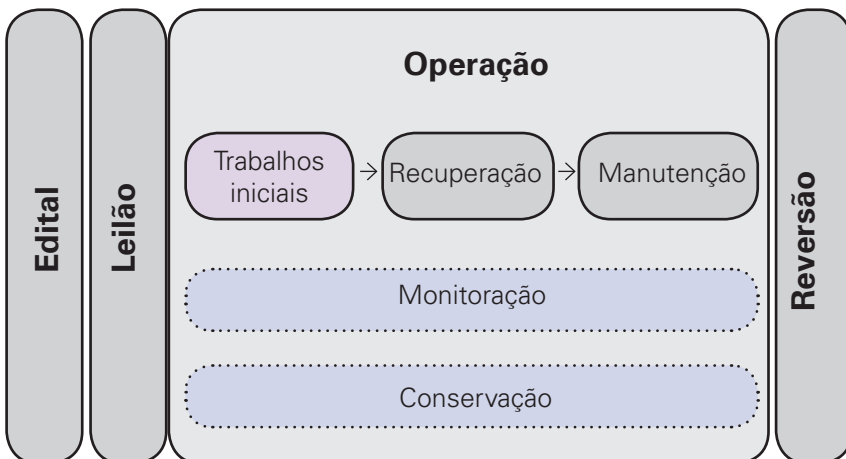 Edital
Leilão
Operação
Trabalhos
iniciais
Recuperação
Manutenção
Monitoração
Conservação
Reversão